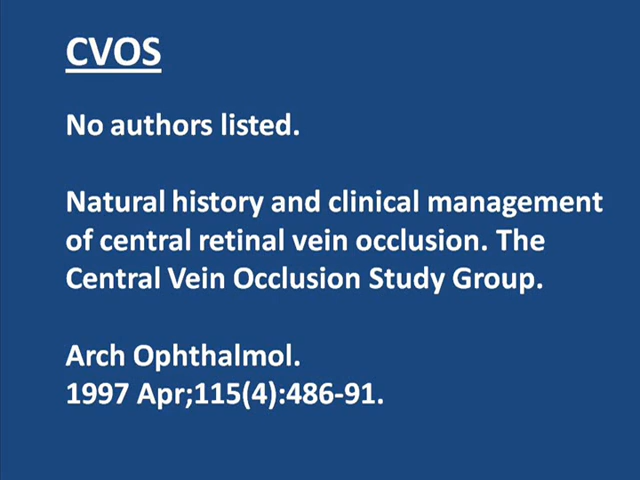 CVOS
No authors listed.
Natural history and clinical management
of central retinal vein occlusion. The
Central Vein Occlusion Study Group.
Arch Ophthalmol.
1997 Apr;115(4):486-91.